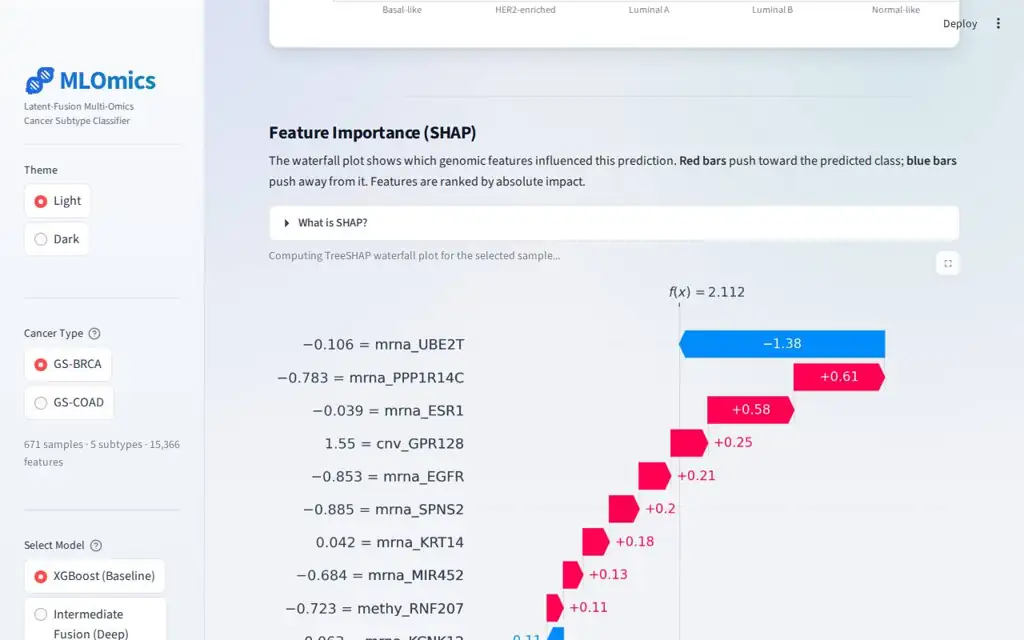 Basal-like HER2-enriched Luminal A Luminal B Normal-like
Deploy
MLOmics
Latent-Fusion Multi-Omics
Cancer Subtype Classifier
Theme
Light
Dark
Cancer Type
GS-BRCA
GS-COAD
671 samples · 5 subtypes · 15,366
features
Select Model
XGBoost (Baseline)
Intermediate
Fusion (Deep)
Feature Importance (SHAP)
The waterfall plot shows which genomic features influenced this prediction. Red bars push toward the predicted class; blue bars
push away from it. Features are ranked by absolute impact.
What is SHAP?
Computing TreeSHAP waterfall plot for the selected sample...
f(x) = 2.112
−0.106 = mrna_UBE2T −1.38
−0.783 = mrna_PPP1R14C +0.61
−0.039 = mrna_ESR1 +0.58
1.55 = cnv_GPR128 +0.25
−0.853 = mrna_EGFR +0.21
−0.885 = mrna_SPNS2 +0.2
0.042 = mrna_KRT14 +0.18
−0.684 = mrna_MIR452 +0.13
−0.723 = methy_RNF207 +0.11